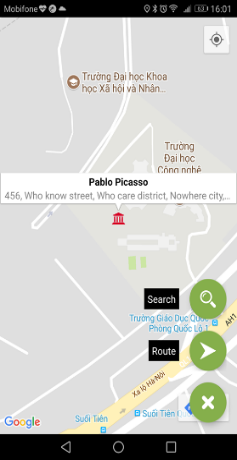 Mobifone
53
16:01
Trường Đại học Khoa
học Xã hội và Nhân...
Trường
Đại học
Công nghệ
Pablo Picasso
456, Who know street, Who care district, Nowhere city,...
Search
Trường Giáo Dục Quốc
Phòng Quốc Lộ 1
AH1
Route
Xa lộ Hà Nội
Google
Suối Tiên
Suối Tiên